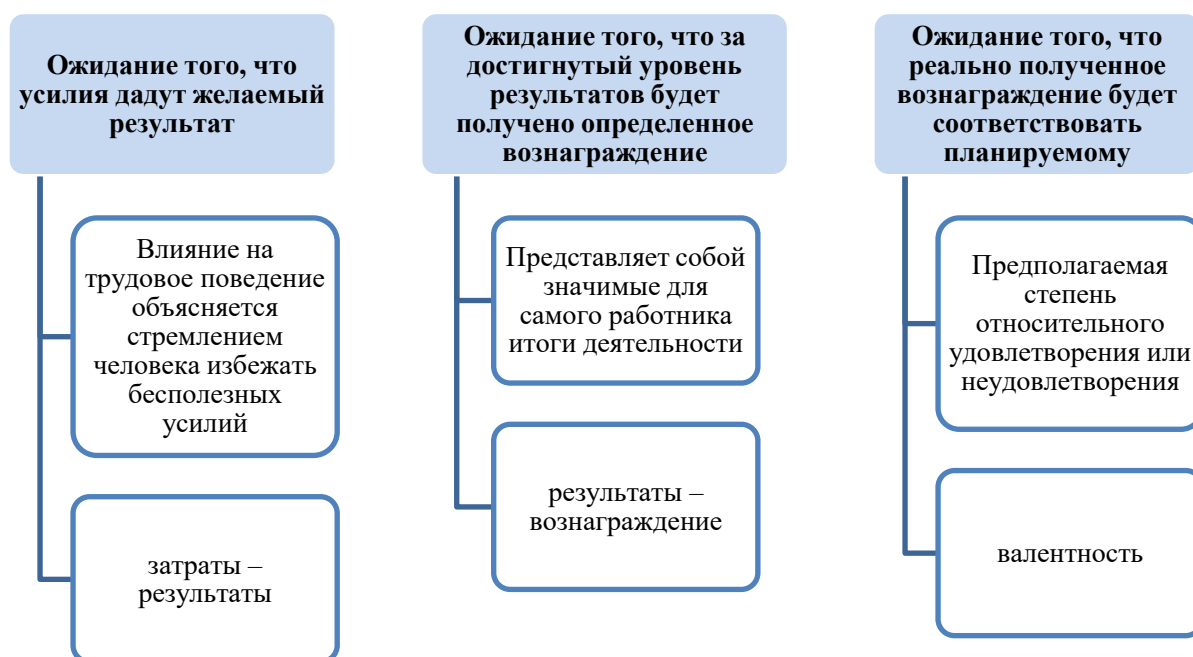 Ожидание того, что
усилия дадут желаемый
результат
Влияние на
трудовое поведение
объясняется
стремлением
человека избежать
бесполезных
усилий
затраты –
результаты
Ожидание того, что за
достигнутый уровень
результатов будет
получено определенное
вознаграждение
Представляет собой
значимые для
самого работника
итоги деятельности
результаты –
вознаграждение
Ожидание того, что
реально полученное
вознаграждение будет
соответствовать
планируемому
Предполагаемая
степень
относительного
удовлетворения или
неудовлетворения
валентность